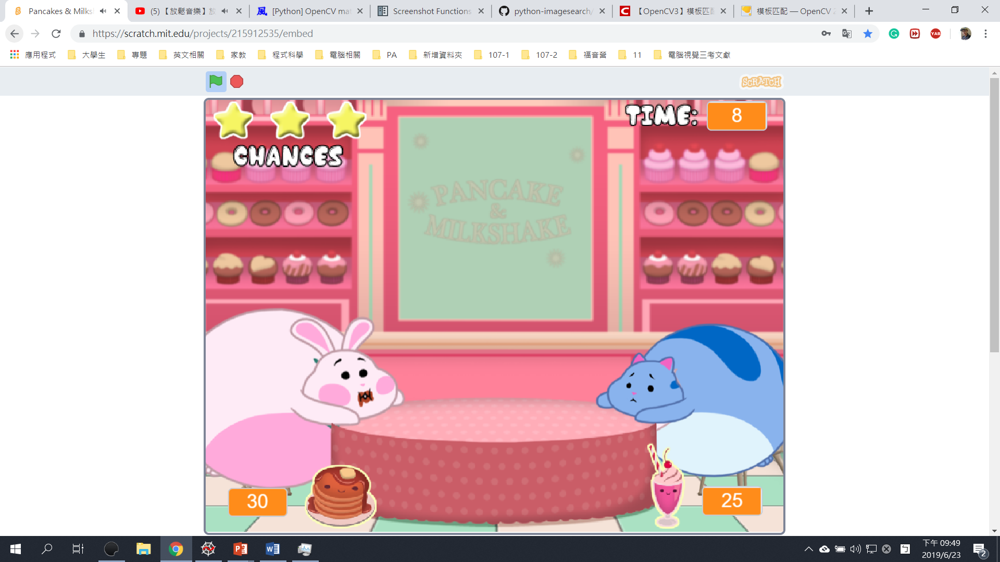 Pancakes & Milks
(5) 【放鬆音樂】放
[Python] OpenCV ma
Screenshot Functions
python-imagesearch/
【OpenCV3】模板匹配
模板匹配 — OpenCV 2
https://scratch.mit.edu/projects/215912535/embed
應用程式
大學生
專題
英文相關
家教
程式科學
電腦相關
PA
新增資料夾
107-1
107-2
福音營
11
電腦視覺三考文獻
SCRATCH
CHANCES
TIME: 8
PANCAKE
&
MILKSHAKE
30
25
下午 09:49
2019/6/23
2